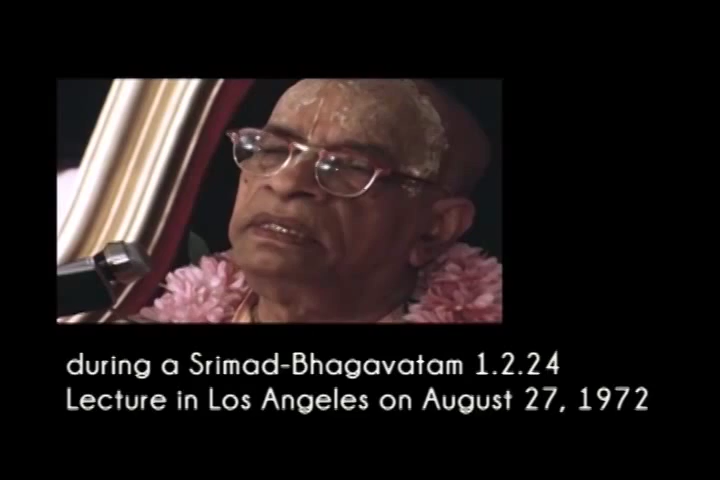 during a Srimad-Bhagavatam 1.2.24
Lecture in Los Angeles on August 27, 1972